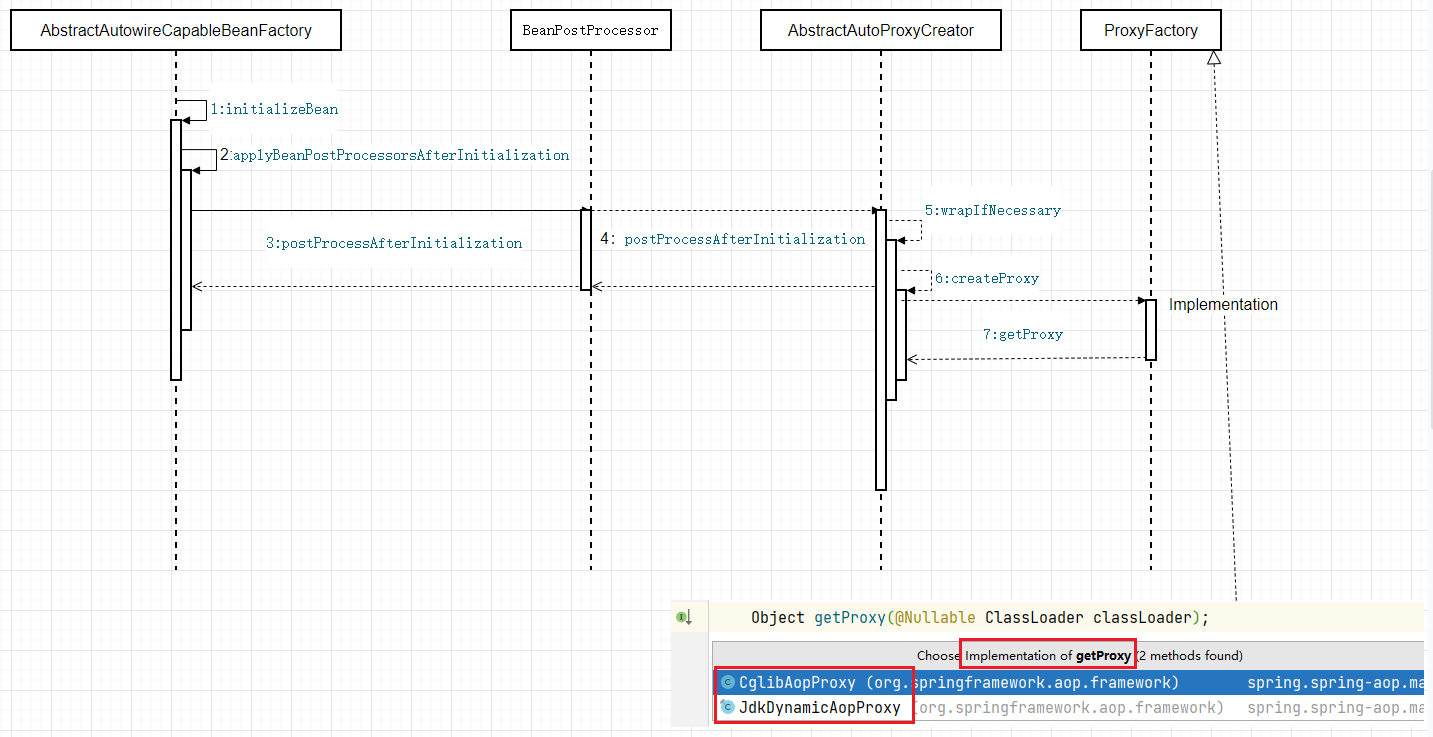 AbstractAutowireCapableBeanFactory
BeanPostProcessor
AbstractAutoProxyCreator
ProxyFactory
1:initializeBean
2:applyBeanPostProcessorsAfterInitialization
5:wrapIfNecessary
3:postProcessAfterInitialization
4: postProcessAfterInitialization
6:createProxy
Implementation
7:getProxy
Object getProxy(@Nullable ClassLoader classLoader);
Choose Implementation of getProxy (2 methods found)
CglibAopProxy (org.springframework.aop.framework) spring.spring-aop.ma
JdkDynamicAopProxy (org.springframework.aop.framework) spring.spring-aop.ma